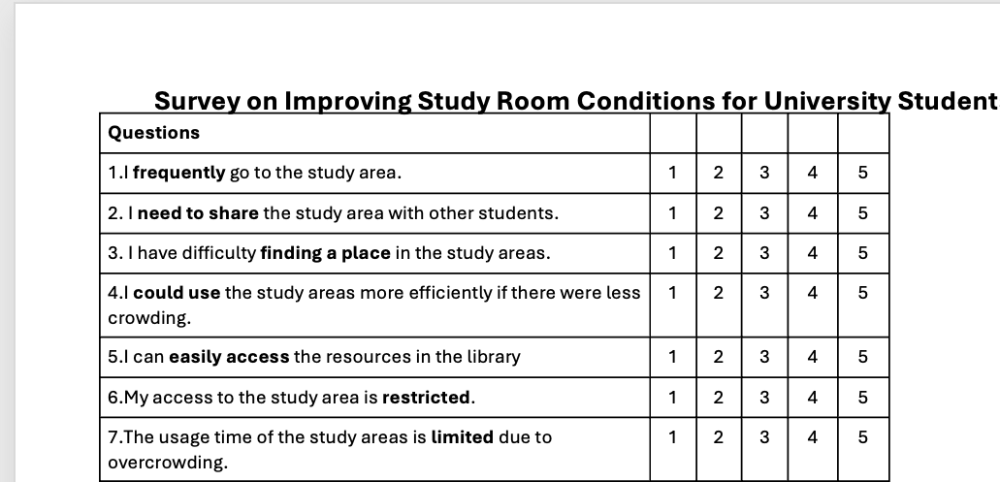 Survey on Improving Study Room Conditions for University Student
Questions
1.I frequently go to the study area. 1 2 3 4 5
2. I need to share the study area with other students. 1 2 3 4 5
3. I have difficulty finding a place in the study areas. 1 2 3 4 5
4.I could use the study areas more efficiently if there were less 1 2 3 4 5
crowding.
5.I can easily access the resources in the library 1 2 3 4 5
6.My access to the study area is restricted. 1 2 3 4 5
7.The usage time of the study areas is limited due to 1 2 3 4 5
overcrowding.